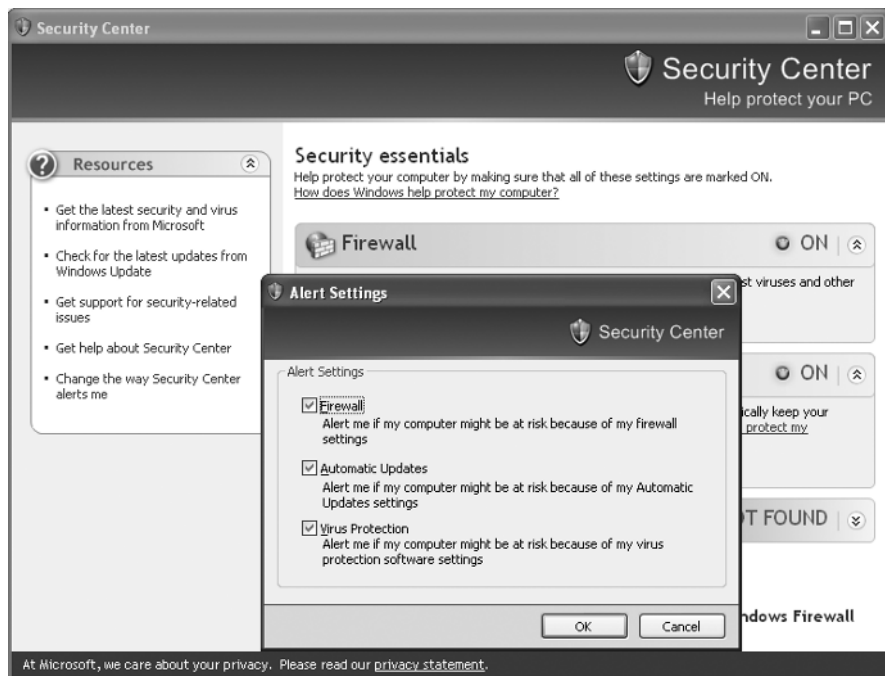 Security Center
Security Center
Help protect your PC
Resources
• Get the latest security and virus
information from Microsoft
• Check for the latest updates from
Windows Update
• Get support for security-related
issues
• Get help about Security Center
• Change the way Security Center
alerts me
Security essentials
Help protect your computer by making sure that all of these settings are marked ON.
How does Windows help protect my computer?
Firewall
ON
st viruses and other
ON
ically keep your
protect my
T FOUND
ndows Firewall
Alert Settings
Security Center
Alert Settings
Firewall
Alert me if my computer might be at risk because of my firewall
settings
Automatic Updates
Alert me if my computer might be at risk because of my Automatic
Updates settings
Virus Protection
Alert me if my computer might be at risk because of my virus
protection software settings
OK
Cancel
At Microsoft, we care about your privacy. Please read our privacy statement.